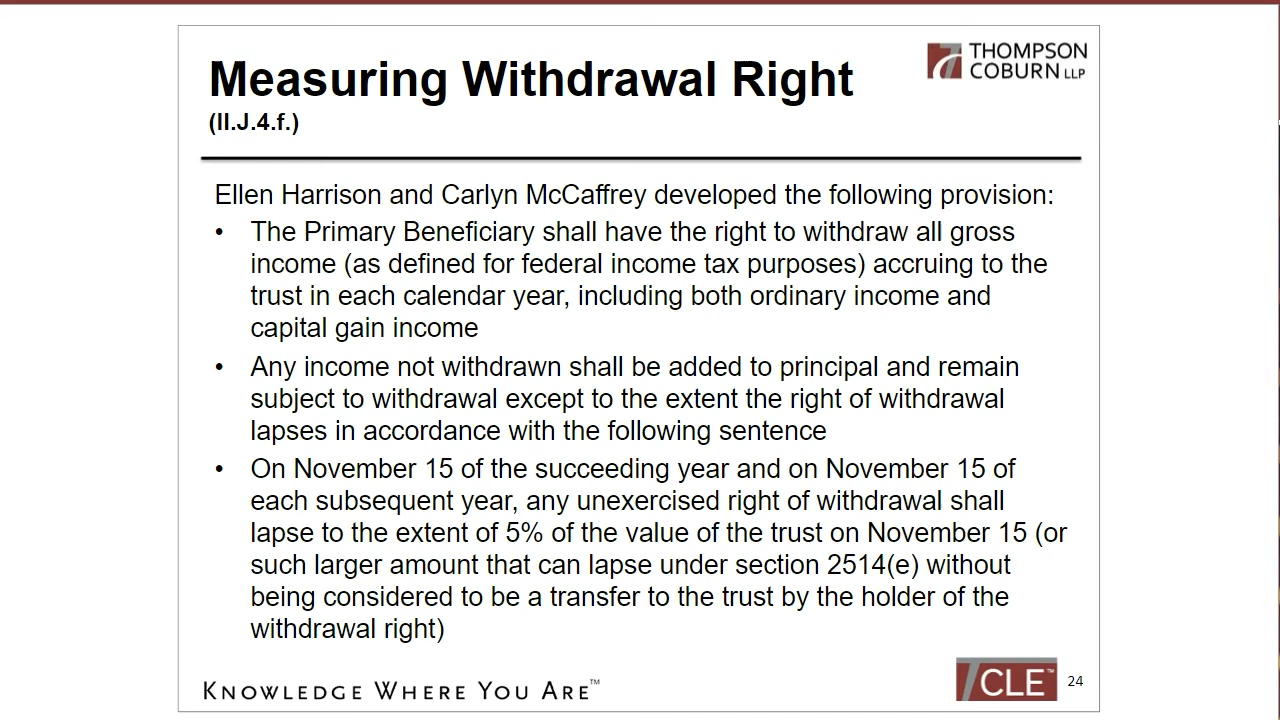 THOMPSON
COBURN LLP
Measuring Withdrawal Right
(II.J.4.f.)
Ellen Harrison and Carlyn McCaffrey developed the following provision:
• The Primary Beneficiary shall have the right to withdraw all gross
income (as defined for federal income tax purposes) accruing to the
trust in each calendar year, including both ordinary income and
capital gain income
• Any income not withdrawn shall be added to principal and remain
subject to withdrawal except to the extent the right of withdrawal
lapses in accordance with the following sentence
• On November 15 of the succeeding year and on November 15 of
each subsequent year, any unexercised right of withdrawal shall
lapse to the extent of 5% of the value of the trust on November 15 (or
such larger amount that can lapse under section 2514(e) without
being considered to be a transfer to the trust by the holder of the
withdrawal right)
KNOWLEDGE WHERE YOU ARE™
CLE™
24